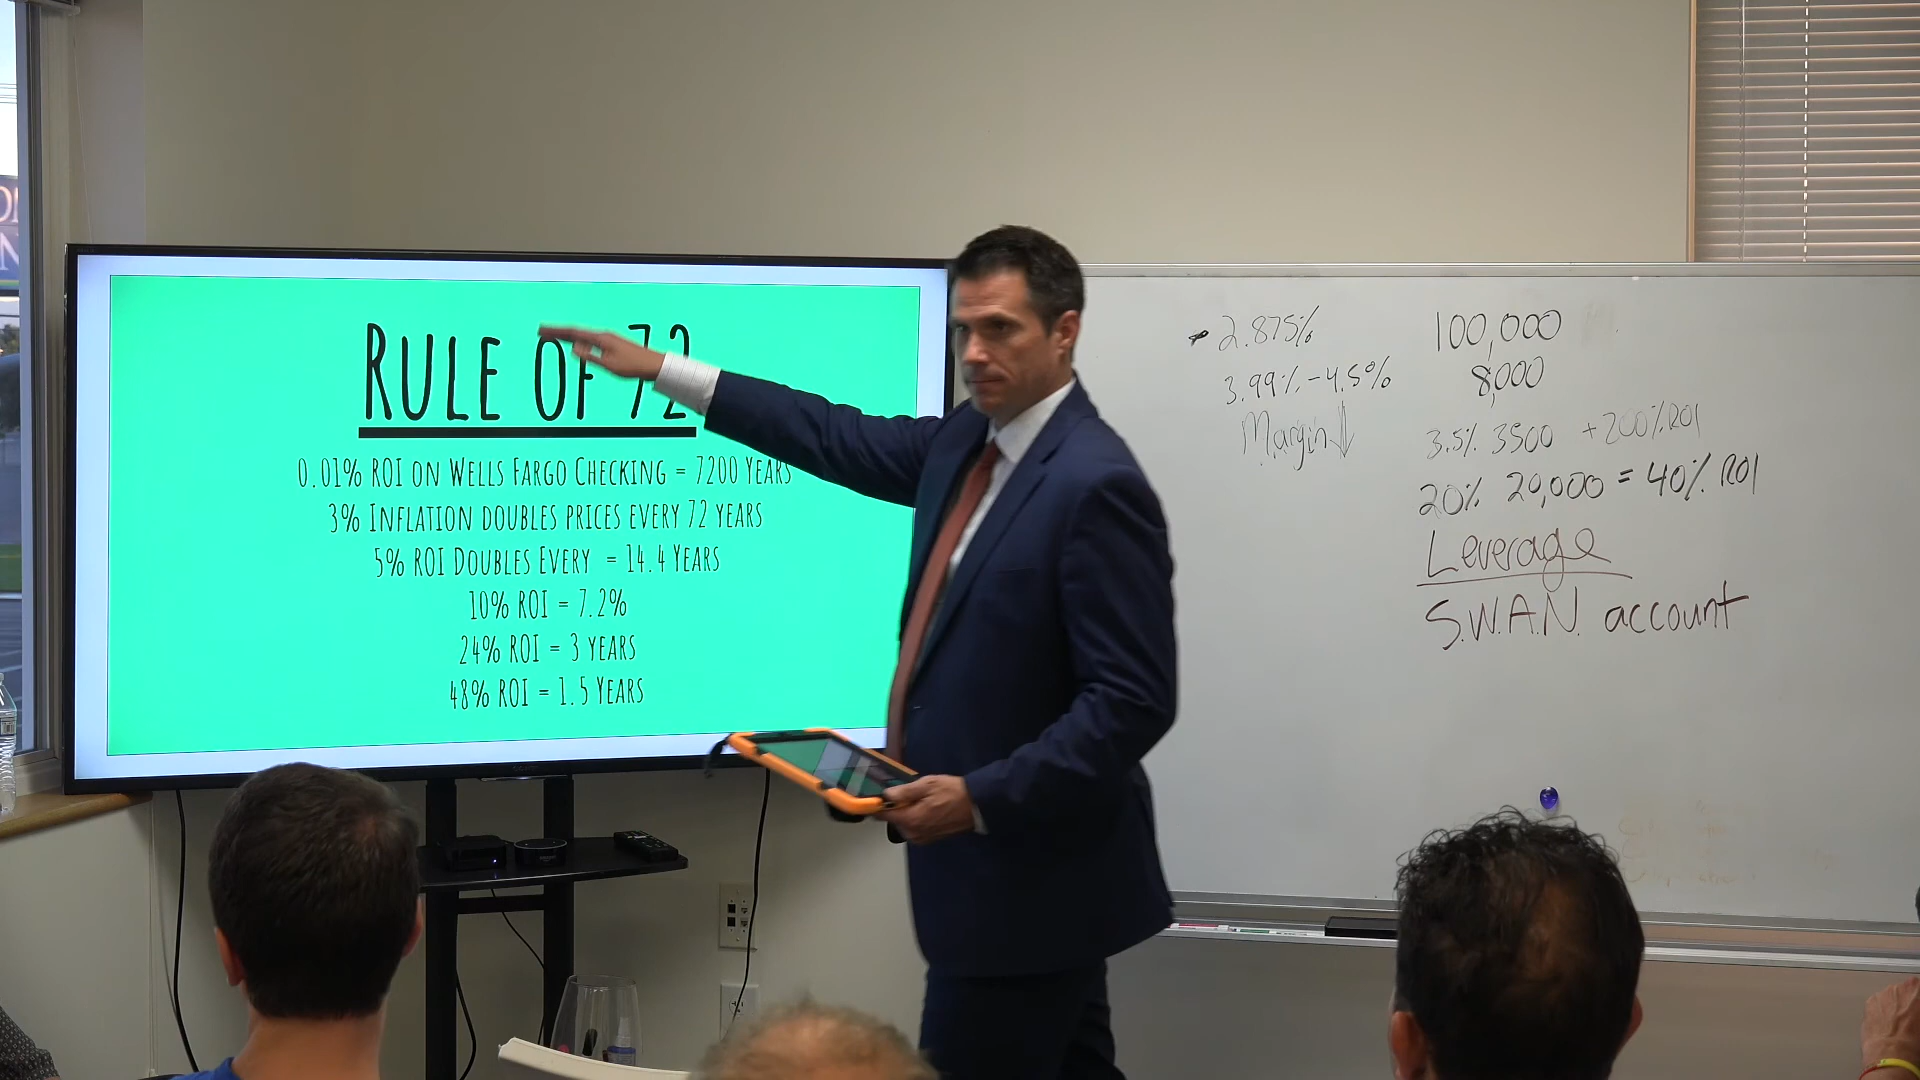 RULE OF 72
0.01% ROI ON WELLS FARGO CHECKING = 7200 YEARS
3% INFLATION DOUBLES PRICES EVERY 72 YEARS
5% ROI DOUBLES EVERY = 14.4 YEARS
10% ROI = 7.2%
24% ROI = 3 YEARS
48% ROI = 1.5 YEARS
2.875%
3.99% - 4.5%
Margin ↓
100,000
8,000
3.5% 3500 +200% ROI
20% 20,000 = 40% ROI
Leverage
S.W.A.N. account